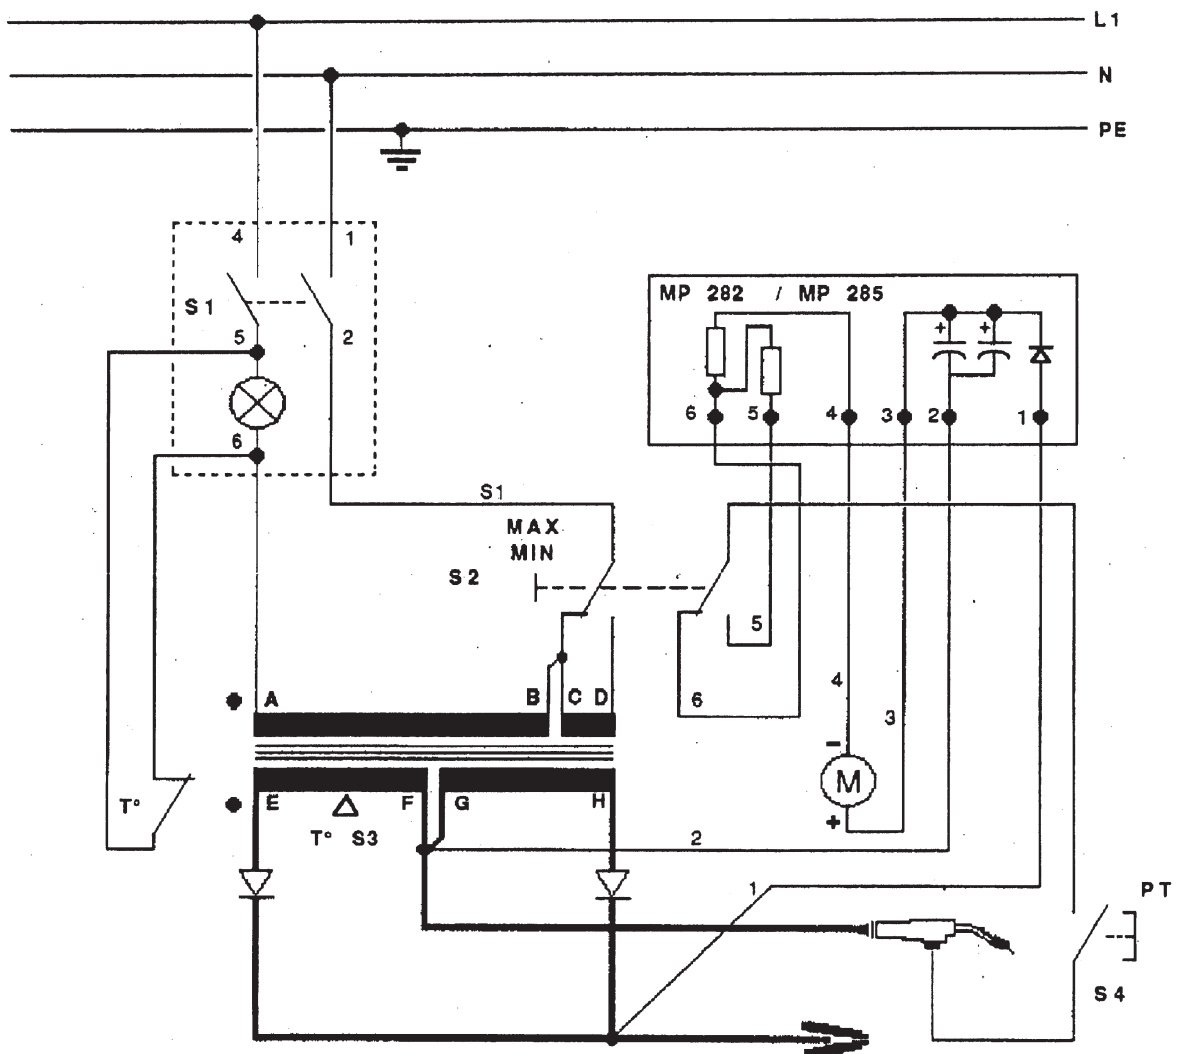 L1
N
PE
4 1
S1
5 2
6
MP 282 / MP 285
+ +
6 5 4 3 2 1
S1
MAX
MIN
S2
5
6
4
3
A B C D
-
M
+
T°
E F G H
T° S3
2
1
PT
S4